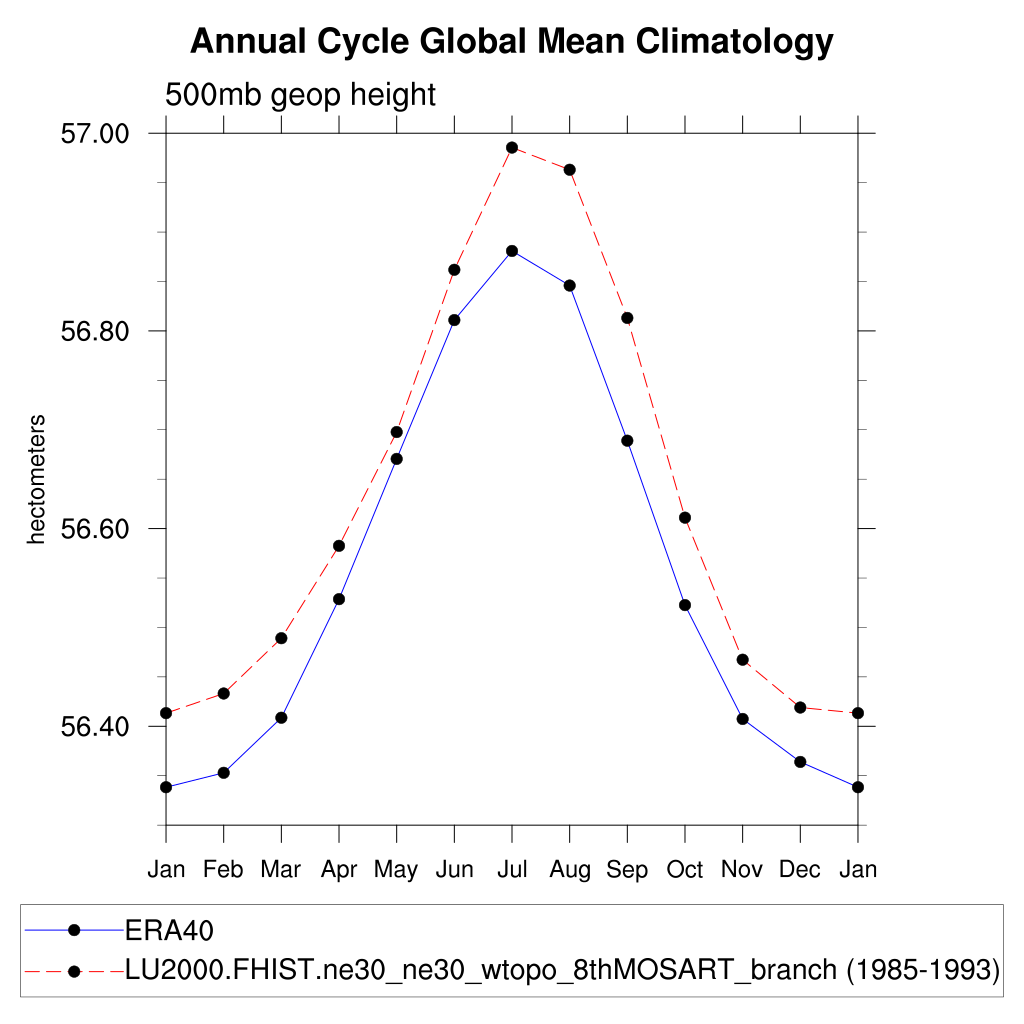 Annual Cycle Global Mean Climatology
500mb geop height
57.00
56.80
56.60
56.40
hectometers
Jan Feb Mar Apr May Jun Jul Aug Sep Oct Nov Dec Jan
ERA40
LU2000.FHIST.ne30_ne30_wtopo_8thMOSART_branch (1985-1993)